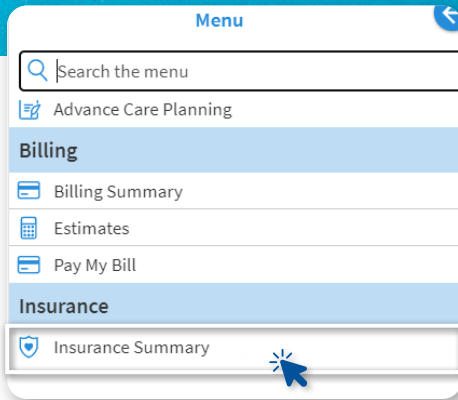 Menu
Search the menu
Advance Care Planning
Billing
Billing Summary
Estimates
Pay My Bill
Insurance
Insurance Summary